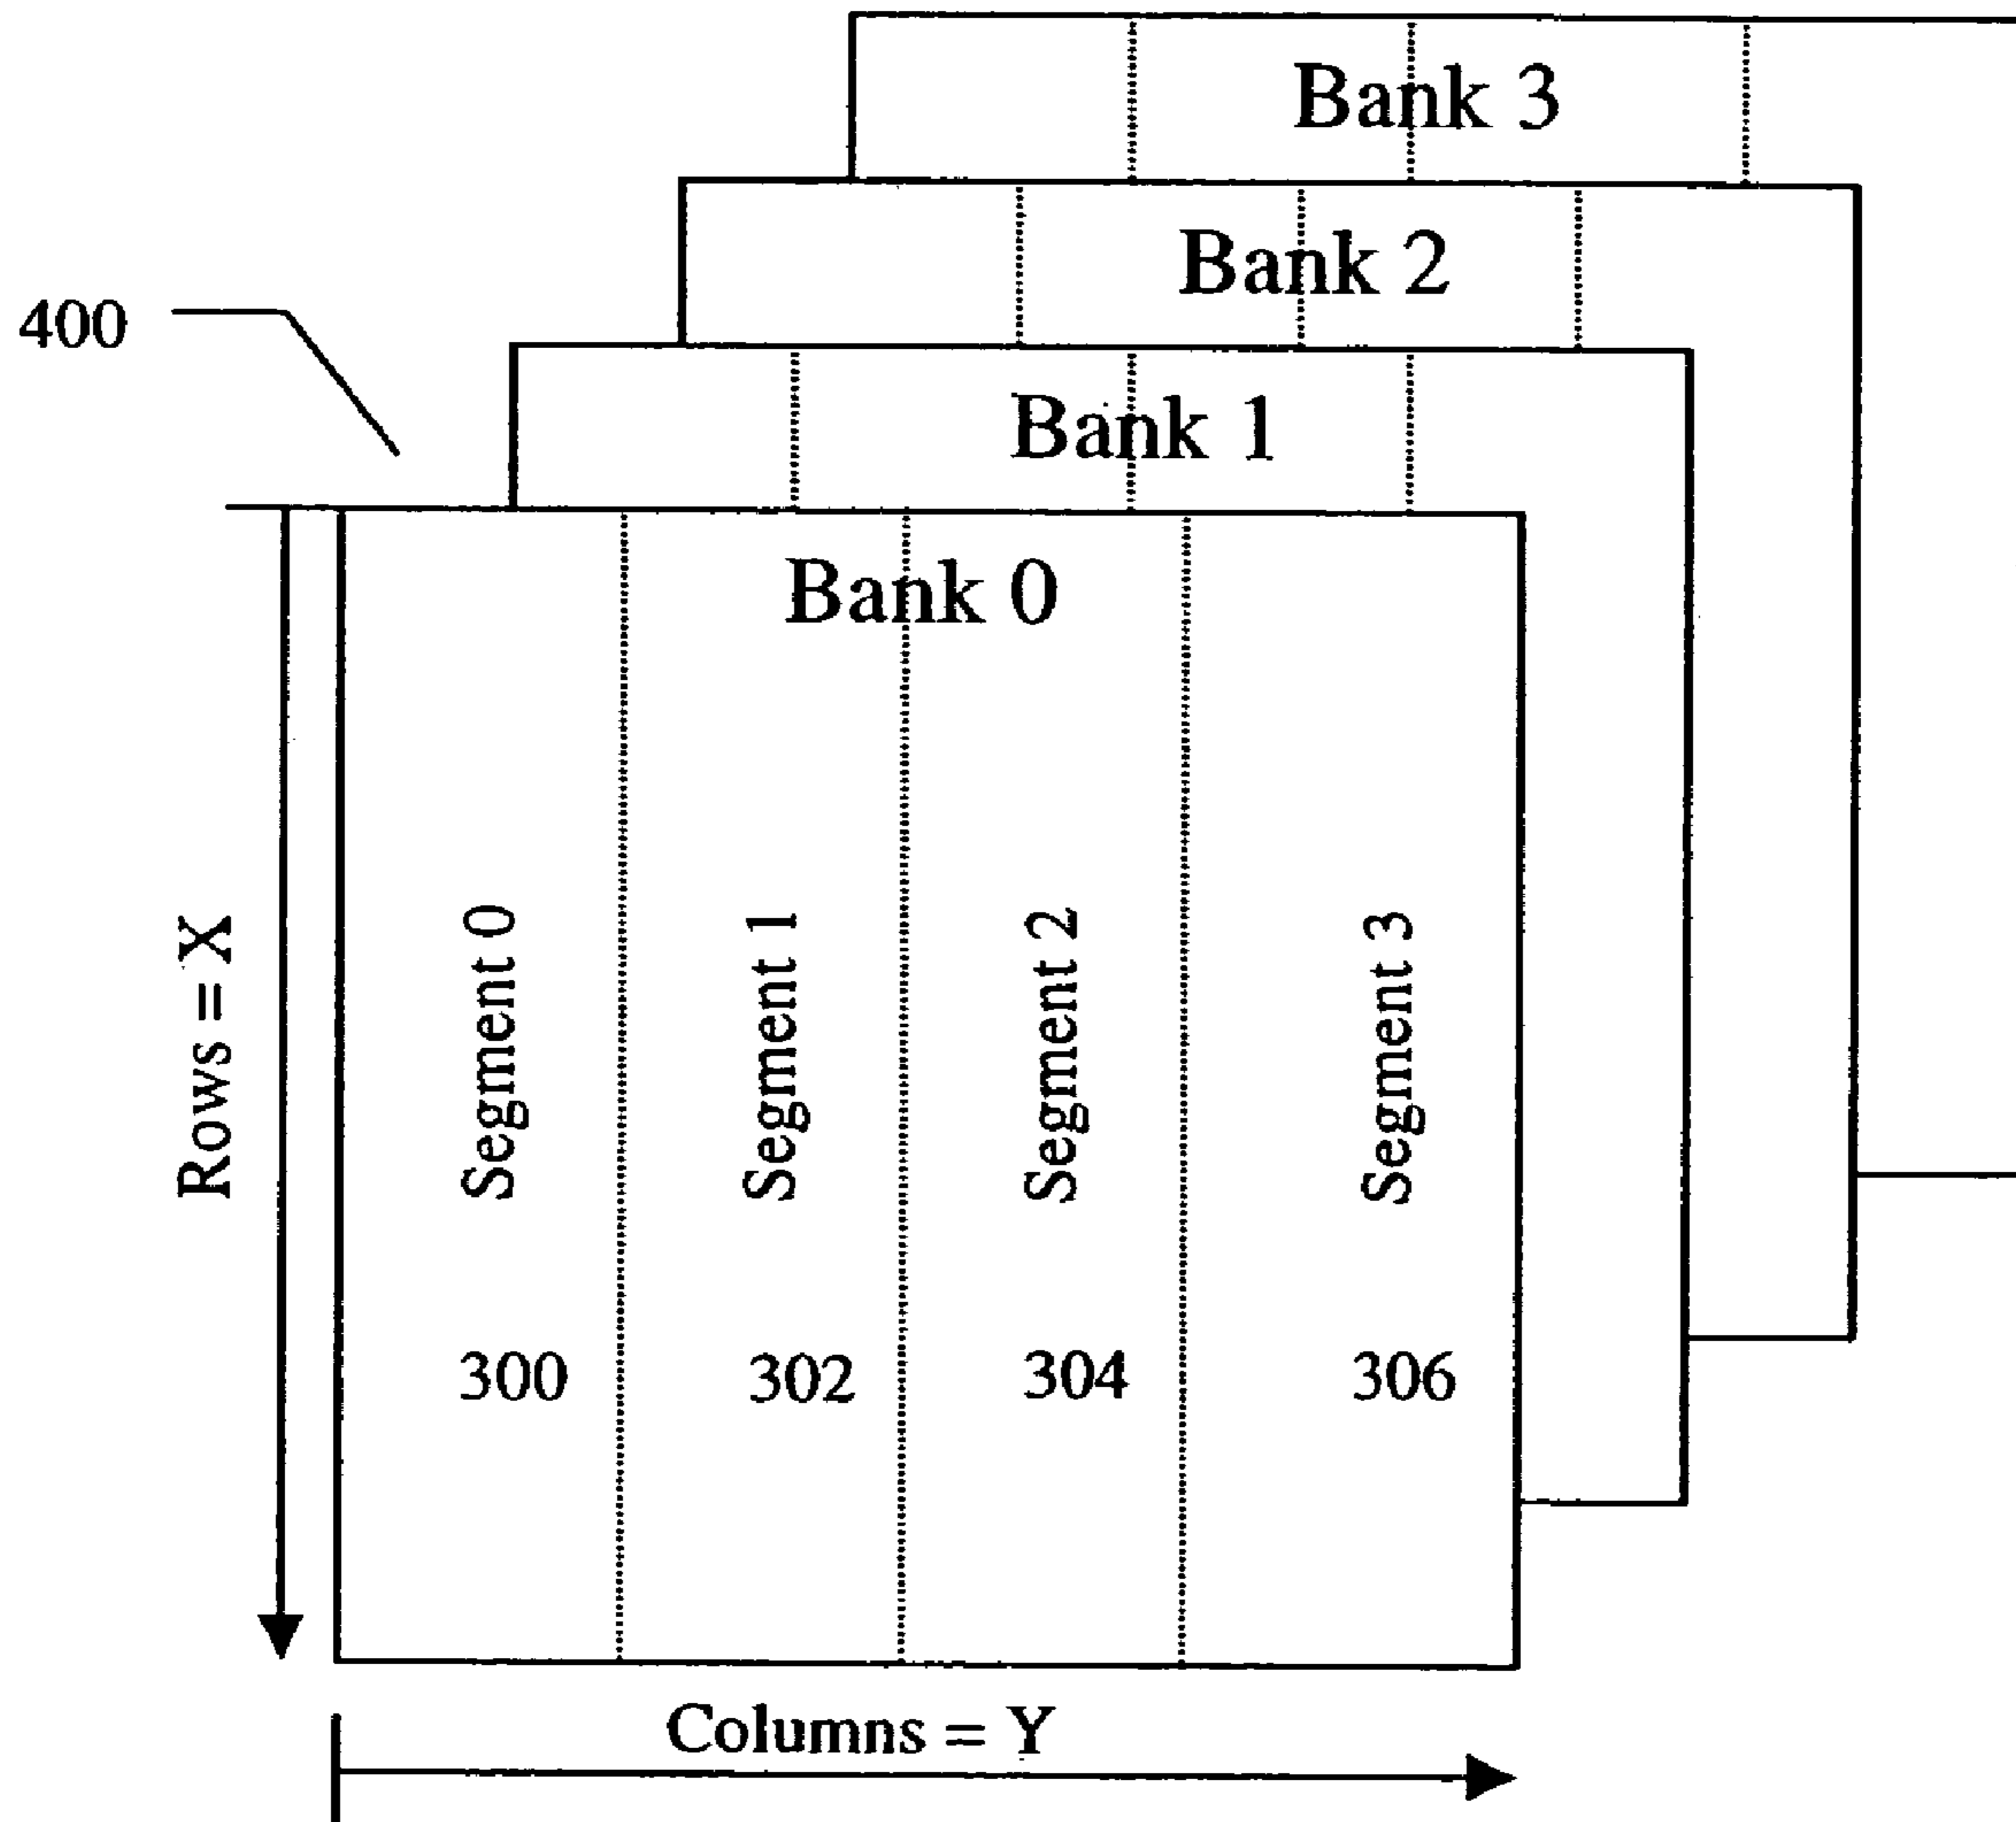 Bank 3
Bank 2
400
Bank 1
Bank 0
Rows = X
Segment 0
Segment 1
Segment 2
Segment 3
300
302
304
306
Columns = Y